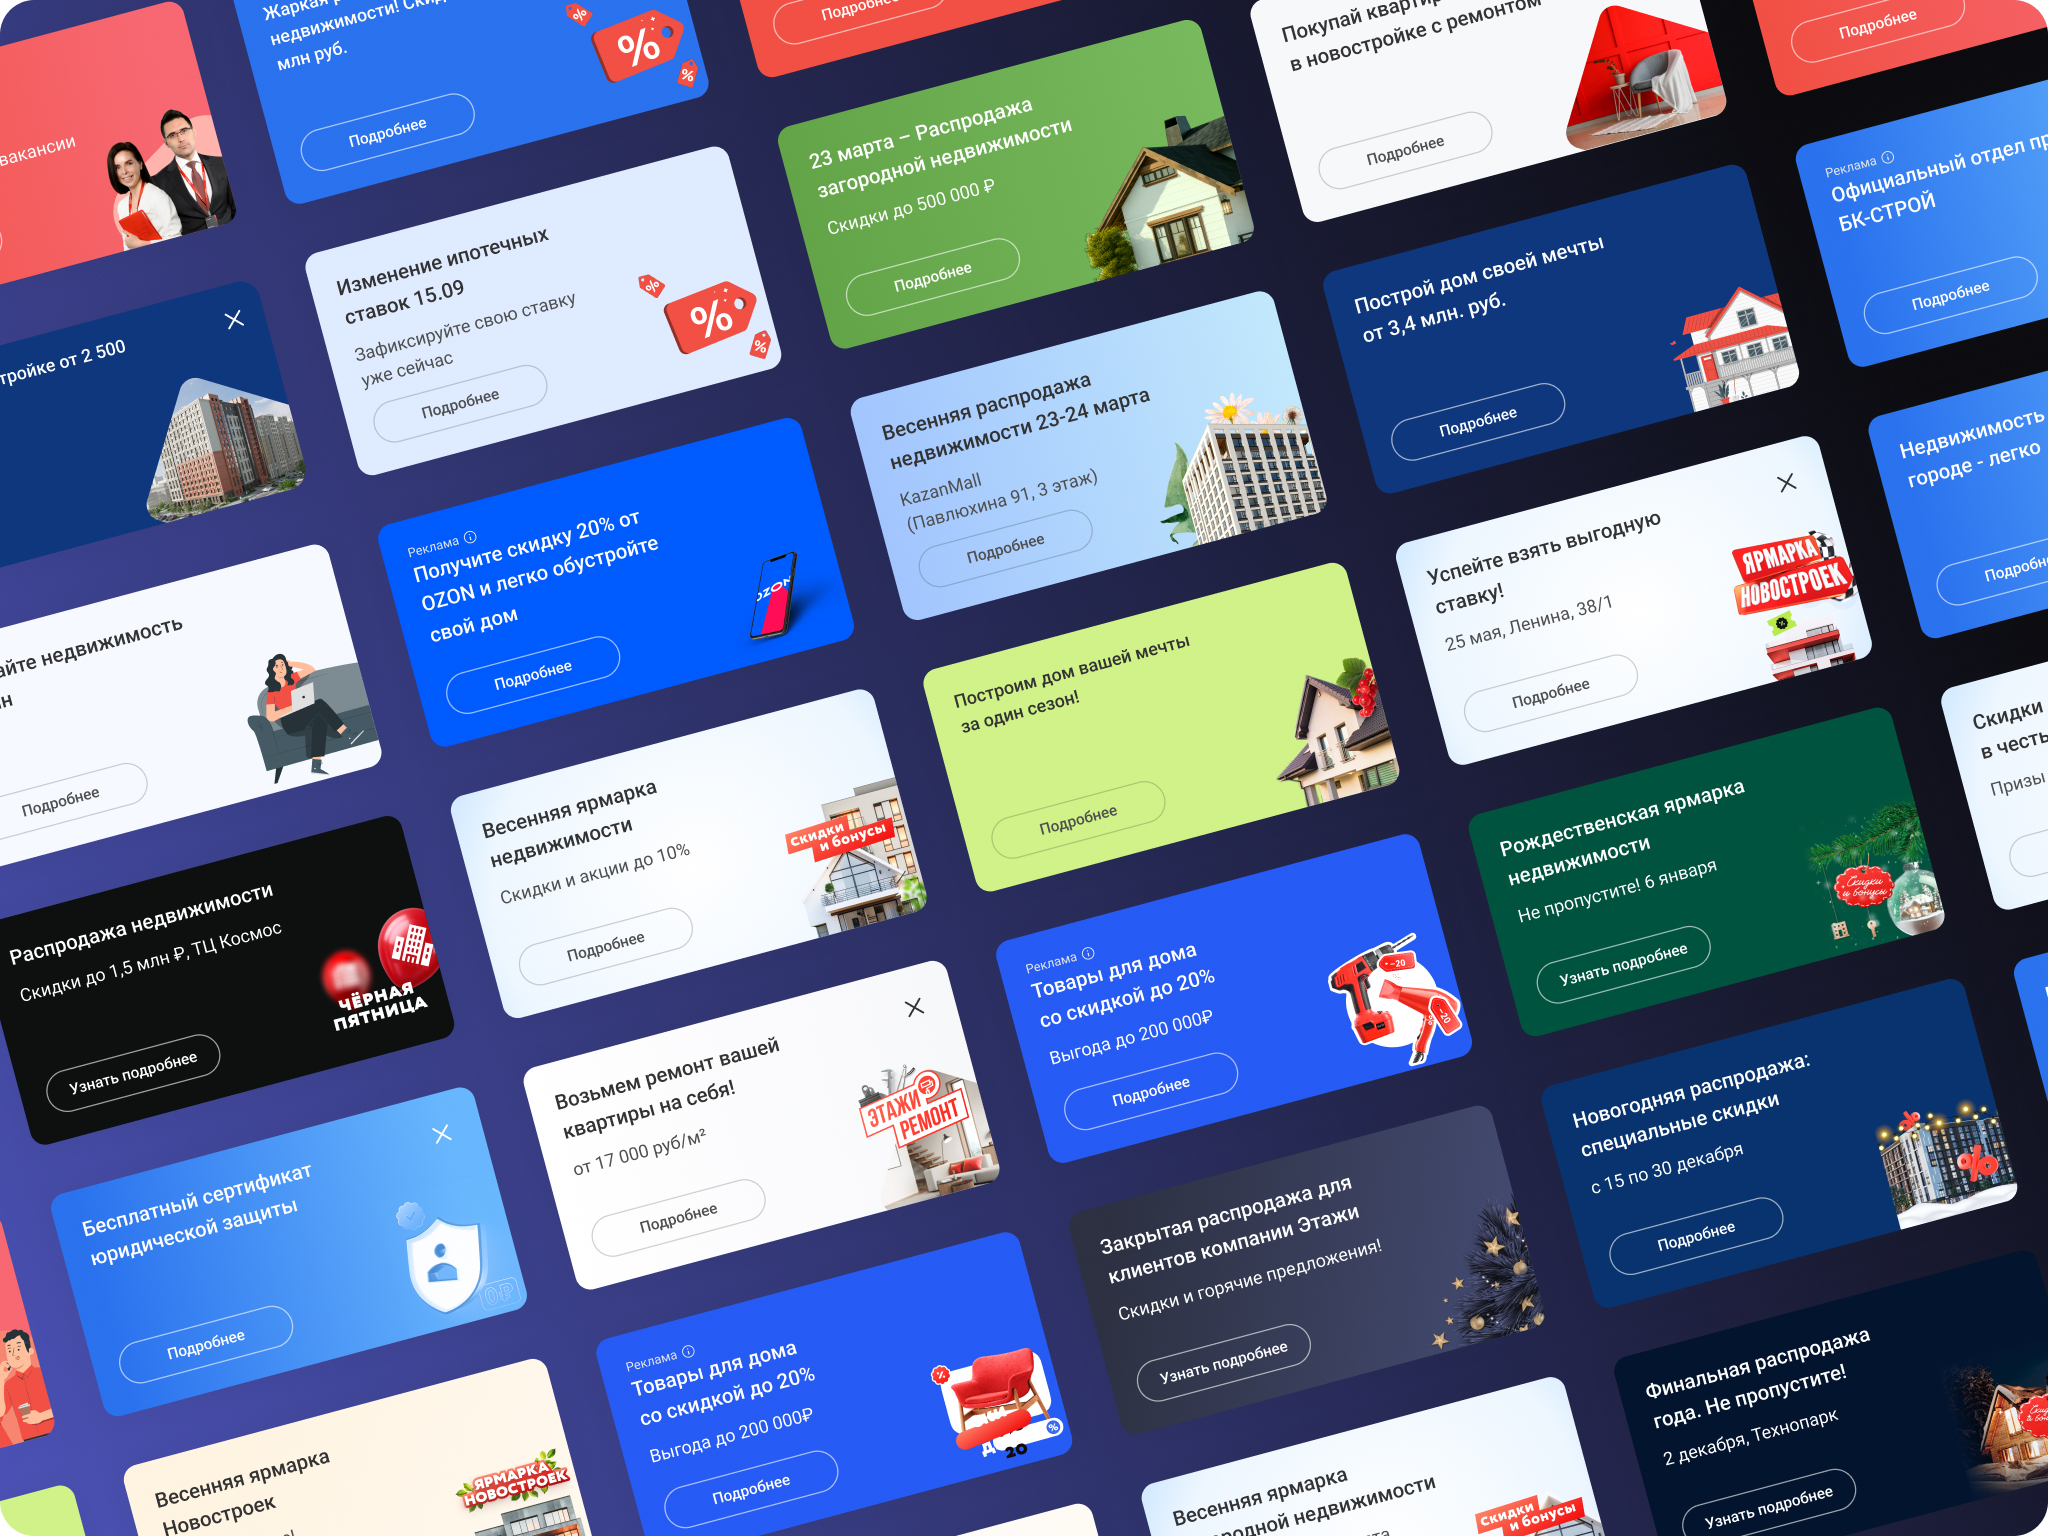 вакансии
Жаркая
недвижимости!
млн руб.
Подробнее
%
Подробнее
Покупай
в новостройке с ремонтом
Подробнее
Подробнее
23 марта – Распродажа
загородной недвижимости
Скидки до 500 000 ₽
Подробнее
Реклама
Официальный отдел
БК-СТРОЙ
Подробнее
Изменение ипотечных
ставок 15.09
Зафиксируйте свою ставку
уже сейчас
Подробнее
%
Построй дом своей мечты
от 3,4 млн. руб.
Подробнее
от 2 500
Весенняя распродажа
недвижимости 23-24 марта
KazanMall
(Павлюхина 91, 3 этаж)
Подробнее
Недвижимость
городе - легко
Реклама
Получите скидку 20% от
OZON и легко обустройте
свой дом
Подробнее
OZON
Успейте взять выгодную
ставку!
25 мая, Ленина, 38/1
Подробнее
ЯРМАРКА
НОВОСТРОЕК
недвижимость
Подробнее
Построим дом вашей мечты
за один сезон!
Подробнее
Скидки
в честь
Призы
Весенняя ярмарка
недвижимости
Скидки и акции до 10%
Подробнее
Скидки
и бонусы
Рождественская ярмарка
недвижимости
Не пропустите! 6 января
Узнать подробнее
Скидки
и бонусы
Распродажа недвижимости
Скидки до 1,5 млн ₽, ТЦ Космос
Узнать подробнее
ЧЁРНАЯ
ПЯТНИЦА
Реклама
Товары для дома
со скидкой до 20%
Выгода до 200 000₽
Подробнее
−20
−20
Возьмем ремонт вашей
квартиры на себя!
от 17 000 руб/м²
Подробнее
ЭТАЖИ
РЕМОНТ
Новогодняя распродажа:
специальные скидки
с 15 по 30 декабря
Подробнее
%
Бесплатный сертификат
юридической защиты
Подробнее
0₽
Закрытая распродажа для
клиентов компании Этажи
Скидки и горячие предложения!
Узнать подробнее
Реклама
Товары для дома
со скидкой до 20%
Выгода до 200 000₽
Подробнее
%
20
Финальная распродажа
года. Не пропустите!
2 декабря, Технопарк
Узнать подробнее
Весенняя ярмарка
Новостроек
ЯРМАРКА
НОВОСТРОЕК
Весенняя ярмарка
недвижимости
Скидки
и бонусы